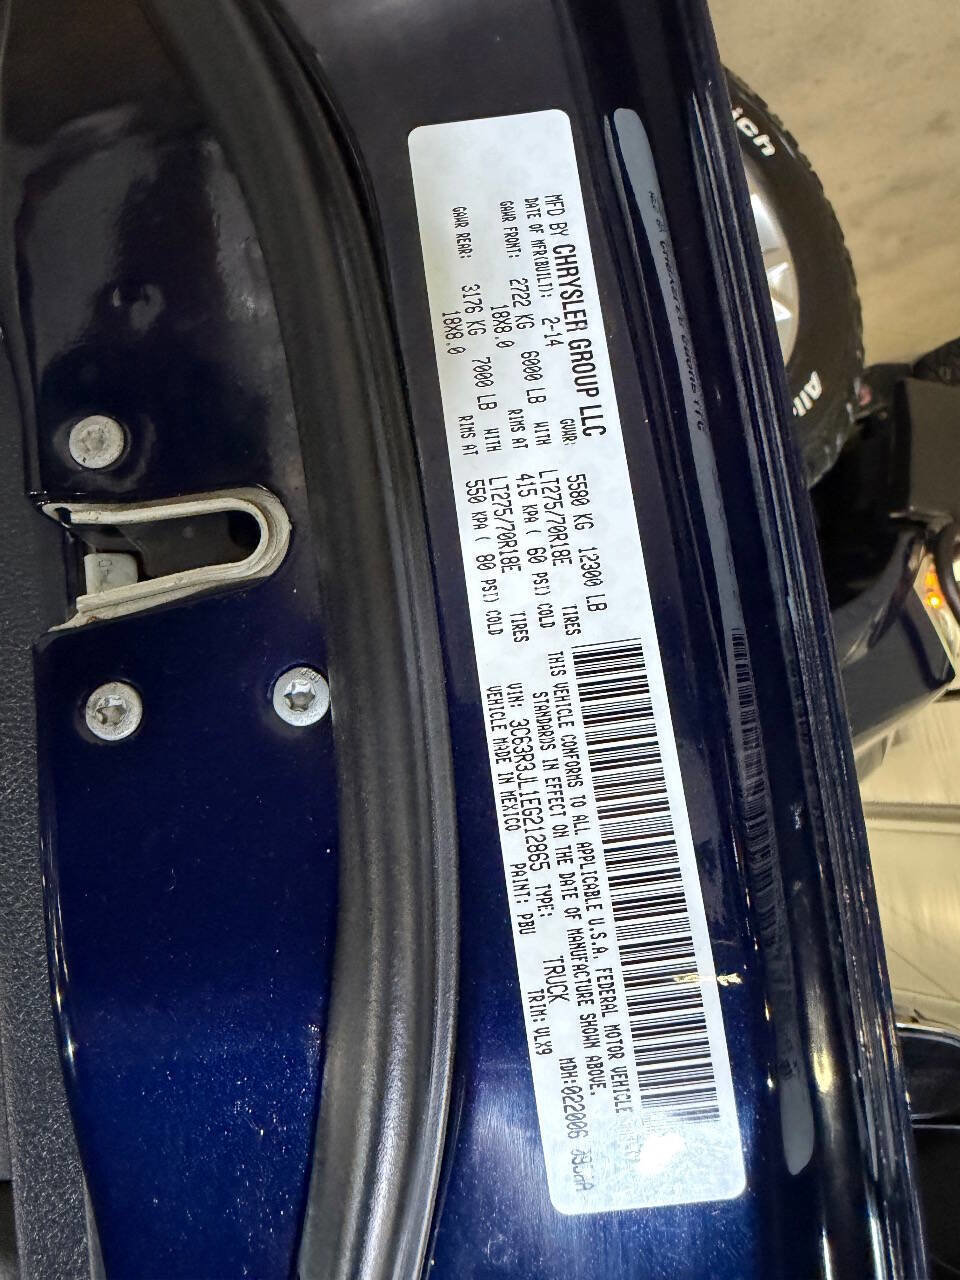 MFD BY CHRYSLER GROUP LLC
DATE OF MFR(BUILT): 2-14 GVWR: 5580 KG 12300 LB
GAWR FRONT: 2722 KG 6000 LB WITH LT275/70R18E TIRES
18X8.0 RIMS AT 415 KPA ( 60 PSI) COLD
GAWR REAR: 3176 KG 7000 LB WITH LT275/70R18E TIRES
18X8.0 RIMS AT 550 KPA ( 80 PSI) COLD
THIS VEHICLE CONFORMS TO ALL APPLICABLE U.S.A. FEDERAL MOTOR VEHICLE
STANDARDS IN EFFECT ON THE DATE OF MANUFACTURE SHOWN ABOVE.
VIN: 3C63R3JL1EG212865 TYPE: TRUCK MDH:022006
VEHICLE MADE IN MEXICO PAINT: PBU TRIM: VLX9
ich
All